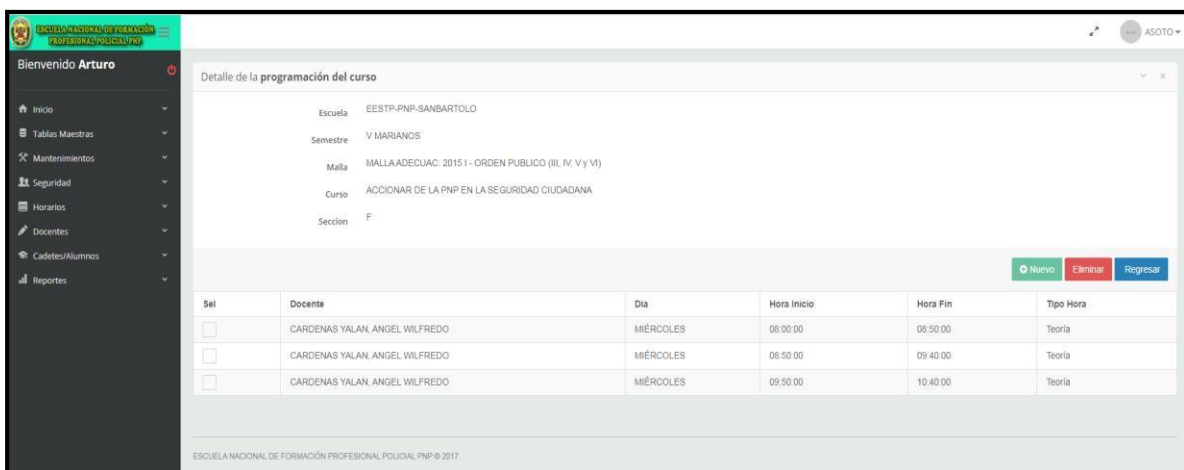 ESCUELA NACIONAL DE FORMACIÓN
PROFESIONAL POLICIAL PNP
ASOTO
Bienvenido Arturo
Inicio
Tablas Maestras
Mantenimientos
Seguridad
Horarios
Docentes
Cadetes/Alumnos
Reportes
Detalle de la programación del curso
Escuela EESTP-PNP-SANBARTOLO
Semestre V MARIANOS
Malla MALLA ADECUAC. 2015 I - ORDEN PUBLICO (III, IV, V y VI)
Curso ACCIONAR DE LA PNP EN LA SEGURIDAD CIUDADANA
Seccion F
Nuevo Eliminar Regresar
Sel Docente Dia Hora Inicio Hora Fin Tipo Hora
CARDENAS YALAN, ANGEL WILFREDO MIÉRCOLES 08:00:00 08:50:00 Teoría
CARDENAS YALAN, ANGEL WILFREDO MIÉRCOLES 08:50:00 09:40:00 Teoría
CARDENAS YALAN, ANGEL WILFREDO MIÉRCOLES 09:50:00 10:40:00 Teoría
ESCUELA NACIONAL DE FORMACIÓN PROFESIONAL POLICIAL PNP © 2017